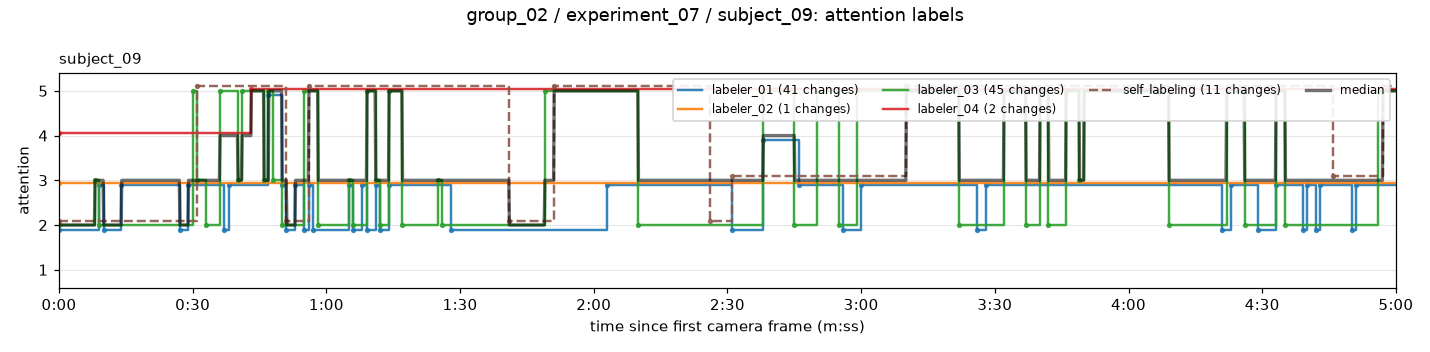 group_02 / experiment_07 / subject_09: attention labels
subject_09
labeler_01 (41 changes)
labeler_02 (1 changes)
labeler_03 (45 changes)
labeler_04 (2 changes)
self_labeling (11 changes)
median
attention
5
4
3
2
1
0:00 0:30 1:00 1:30 2:00 2:30 3:00 3:30 4:00 4:30 5:00
time since first camera frame (m:ss)